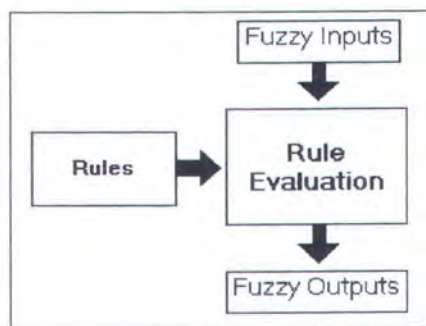 Fuzzy Inputs
Rules
Rule
Evaluation
Fuzzy Outputs